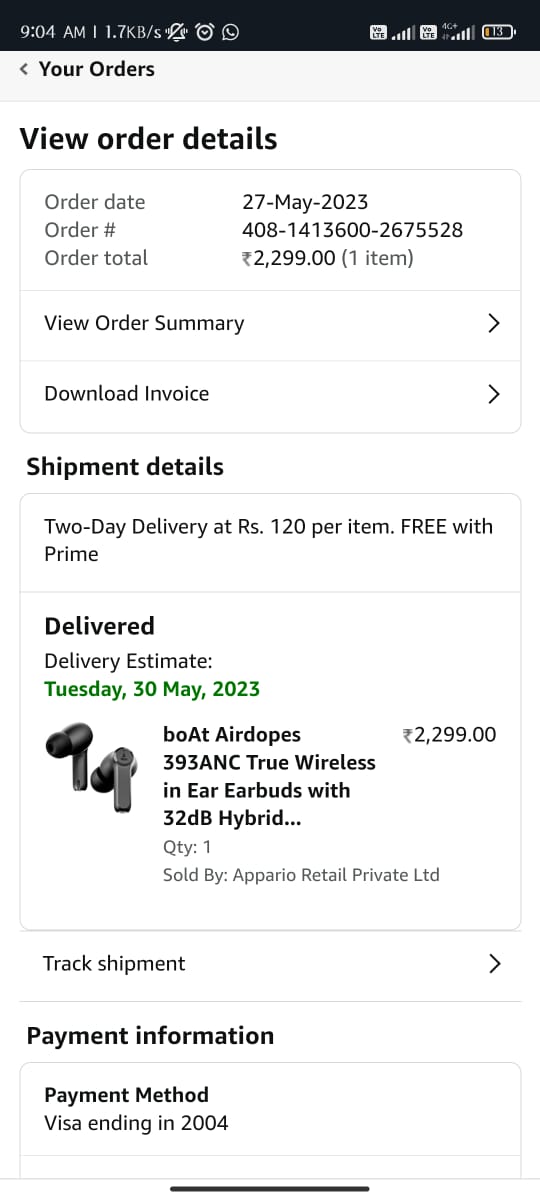 9:04 AM | 1.7KB/s
Vo LTE Vo LTE 4G+ 13
Your Orders
View order details
Order date 27-May-2023
Order # 408-1413600-2675528
Order total ₹2,299.00 (1 item)
View Order Summary
Download Invoice
Shipment details
Two-Day Delivery at Rs. 120 per item. FREE with
Prime
Delivered
Delivery Estimate:
Tuesday, 30 May, 2023
boAt Airdopes ₹2,299.00
393ANC True Wireless
in Ear Earbuds with
32dB Hybrid...
Qty: 1
Sold By: Appario Retail Private Ltd
Track shipment
Payment information
Payment Method
Visa ending in 2004